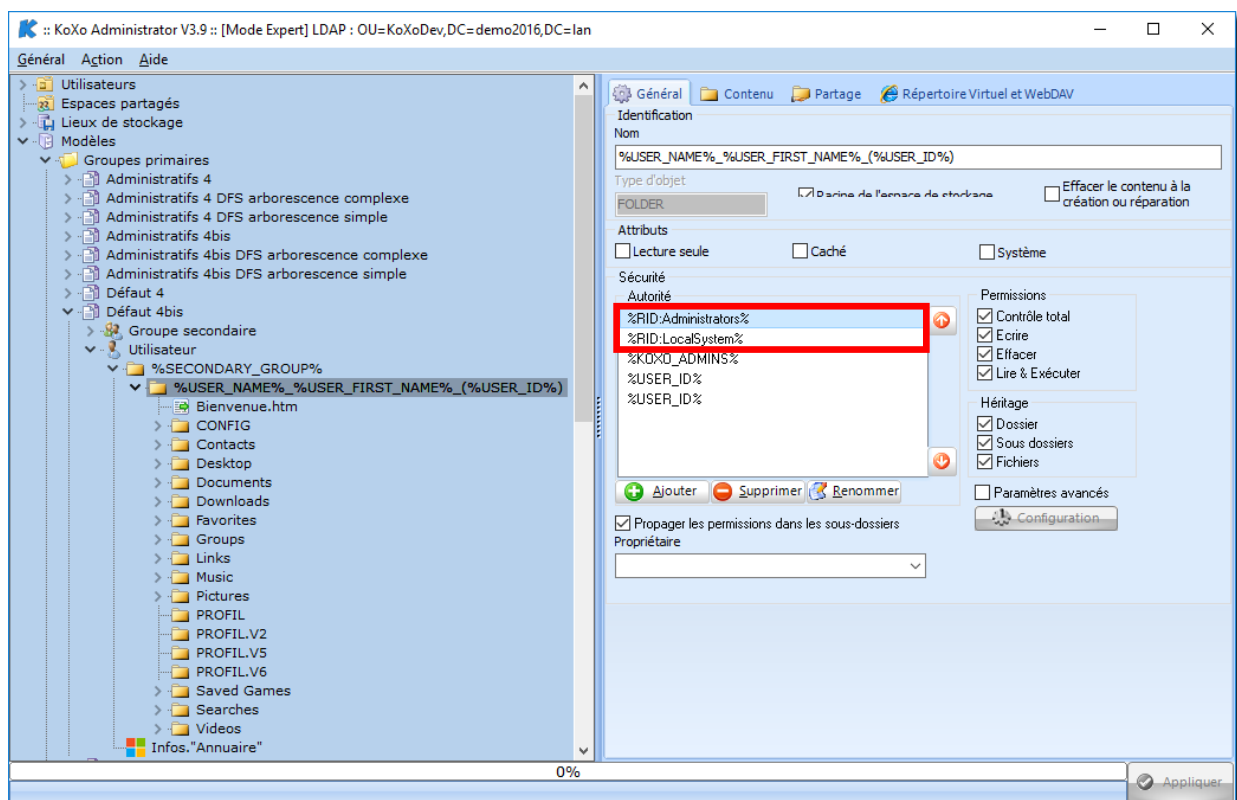 :: KoXo Administrator V3.9 :: [Mode Expert] LDAP : OU=KoXoDev,DC=demo2016,DC=lan
Général Action Aide
Utilisateurs
Espaces partagés
Lieux de stockage
Modèles
Groupes primaires
Administratifs 4
Administratifs 4 DFS arborescence complexe
Administratifs 4 DFS arborescence simple
Administratifs 4bis
Administratifs 4bis DFS arborescence complexe
Administratifs 4bis DFS arborescence simple
Défaut 4
Défaut 4bis
Groupe secondaire
Utilisateur
%SECONDARY_GROUP%
%USER_NAME%_%USER_FIRST_NAME%_(%USER_ID%)
Bienvenue.htm
CONFIG
Contacts
Desktop
Documents
Downloads
Favorites
Groups
Links
Music
Pictures
PROFIL
PROFIL.V2
PROFIL.V5
PROFIL.V6
Saved Games
Searches
Videos
Infos."Annuaire"
Général Contenu Partage Répertoire Virtuel et WebDAV
Identification
Nom
%USER_NAME%_%USER_FIRST_NAME%_(%USER_ID%)
Type d'objet
FOLDER
Racine de l'espace de stockage
Effacer le contenu à la
création ou réparation
Attributs
Lecture seule Caché Système
Sécurité
Autorité
%RID:Administrators%
%RID:LocalSystem%
%KOXO_ADMINS%
%USER_ID%
%USER_ID%
Ajouter Supprimer Renommer
Permissions
Contrôle total
Ecrire
Effacer
Lire & Exécuter
Héritage
Dossier
Sous dossiers
Fichiers
Paramètres avancés
Configuration
Propager les permissions dans les sous-dossiers
Propriétaire
0%
Appliquer